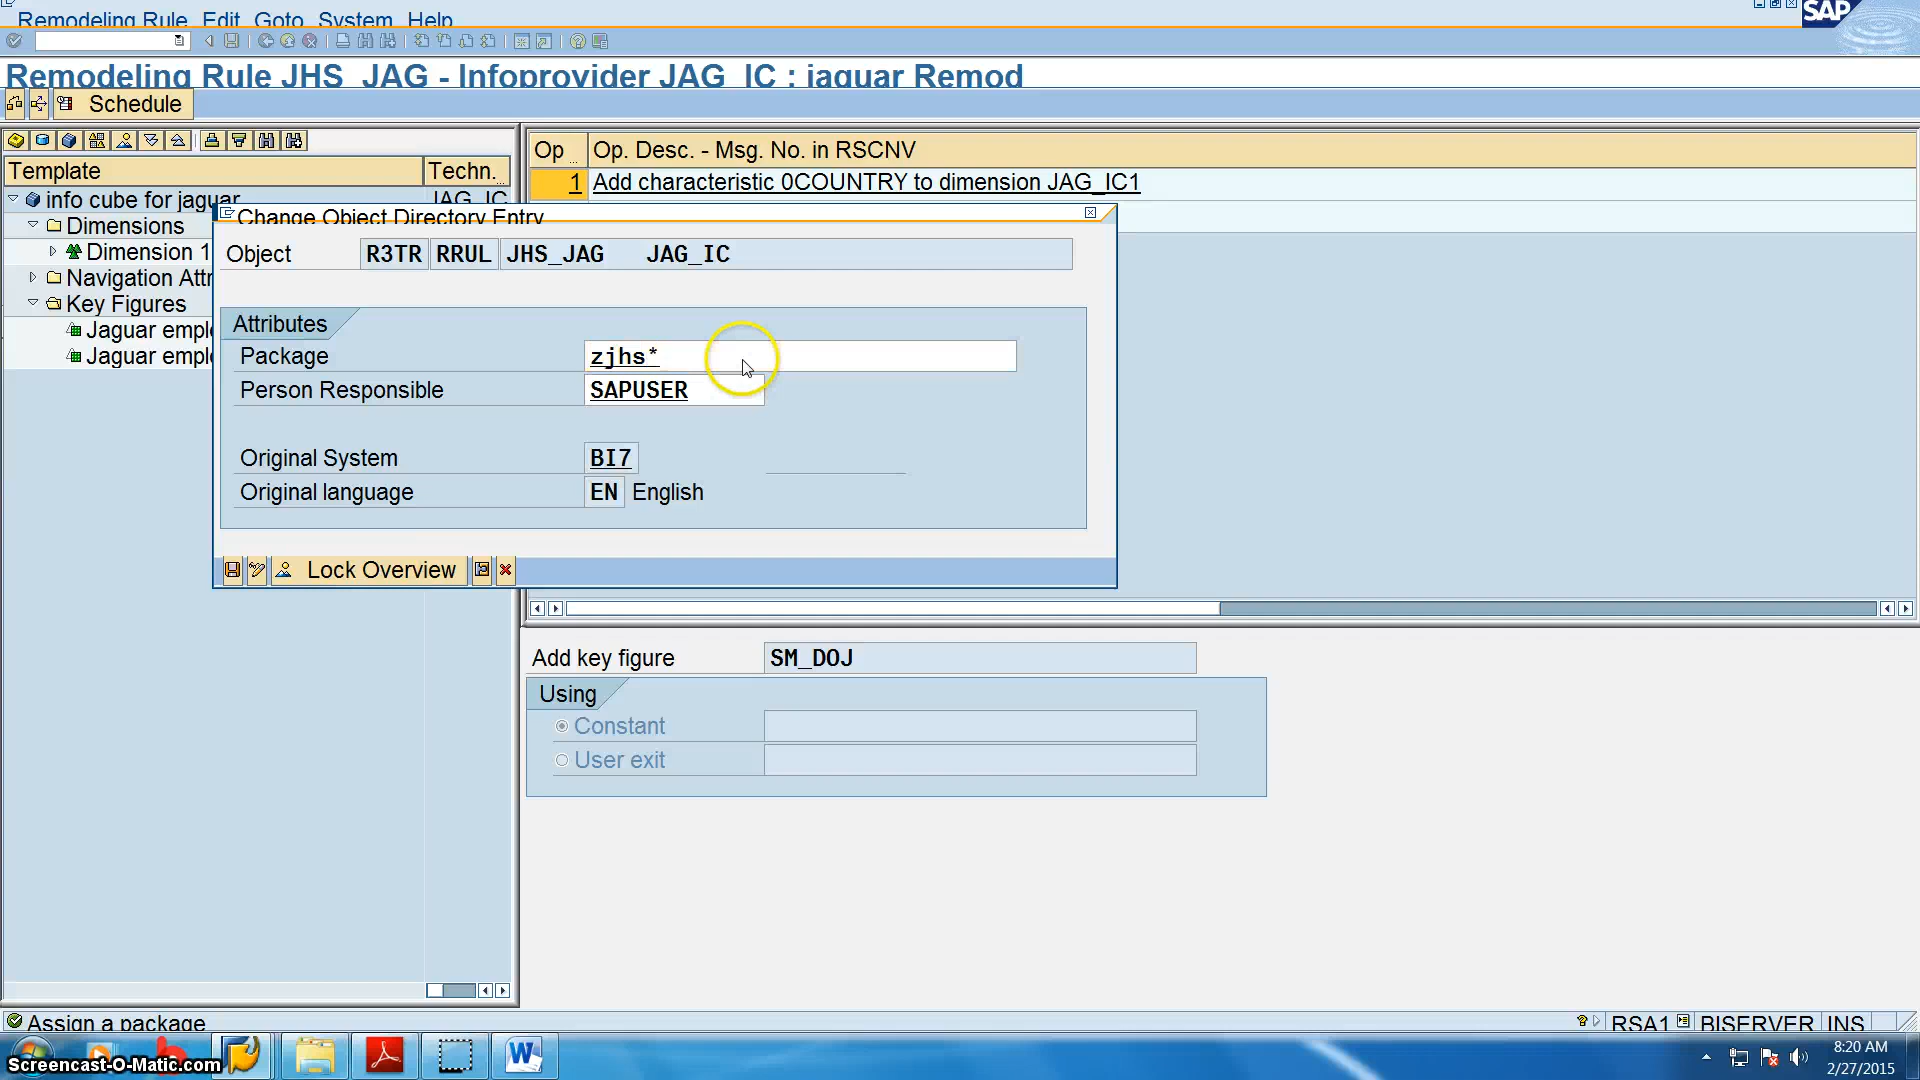 Remodeling Rule Edit Goto System Help
SAP
Remodeling Rule JHS_JAG - Infoprovider JAG_IC : jaguar Remod
Schedule
Template Techn.
info cube for jaguar JAG_IC
Dimensions
Dimension 1
Navigation Attr
Key Figures
Jaguar emple
Jaguar emple
Op Op. Desc. - Msg. No. in RSCNV
1 Add characteristic 0COUNTRY to dimension JAG_IC1
Change Object Directory Entry
Object R3TR RRUL JHS_JAG JAG_IC
Attributes
Package zjhs*
Person Responsible SAPUSER
Original System BI7
Original language EN English
Lock Overview
Add key figure SM_DOJ
Using
Constant
User exit
Assign a package
RSA1 BISERVER INS
Screencast-O-Matic.com
8:20 AM
2/27/2015